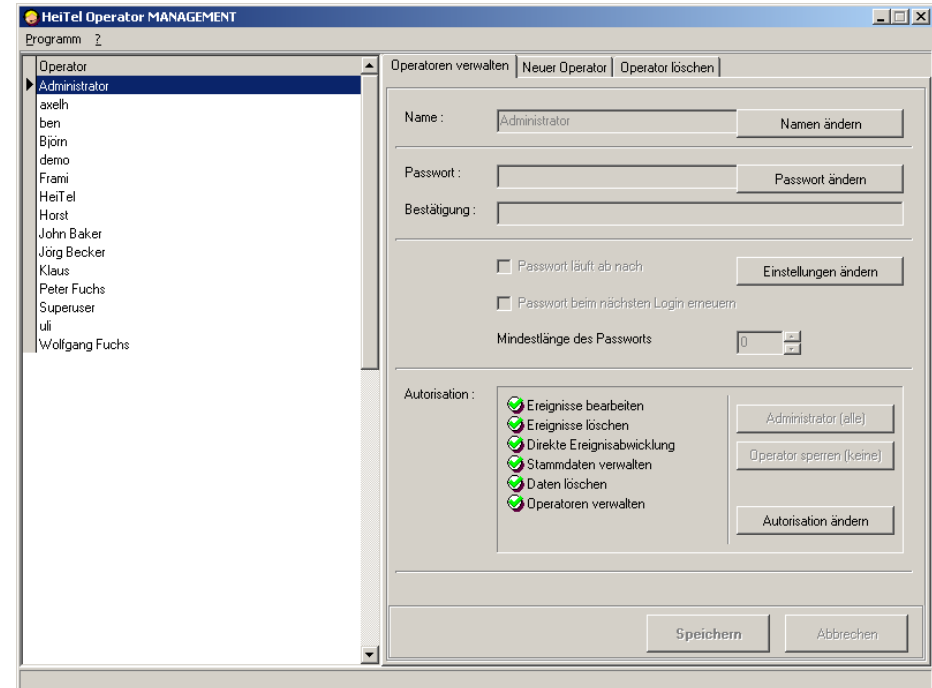 HeiTel Operator MANAGEMENT
Programm ?
Operator
Administrator
axelh
ben
Björn
demo
Frami
HeiTel
Horst
John Baker
Jörg Becker
Klaus
Peter Fuchs
Superuser
uli
Wolfgang Fuchs
Operatoren verwalten Neuer Operator Operator löschen
Name : Administrator Namen ändern
Passwort : Passwort ändern
Bestätigung :
Passwort läuft ab nach Einstellungen ändern
Passwort beim nächsten Login erneuern
Mindestlänge des Passworts 0
Autorisation :
Ereignisse bearbeiten
Ereignisse löschen
Direkte Ereignisabwicklung
Stammdaten verwalten
Daten löschen
Operatoren verwalten
Administrator (alle)
Operator sperren (keine)
Autorisation ändern
Speichern Abbrechen